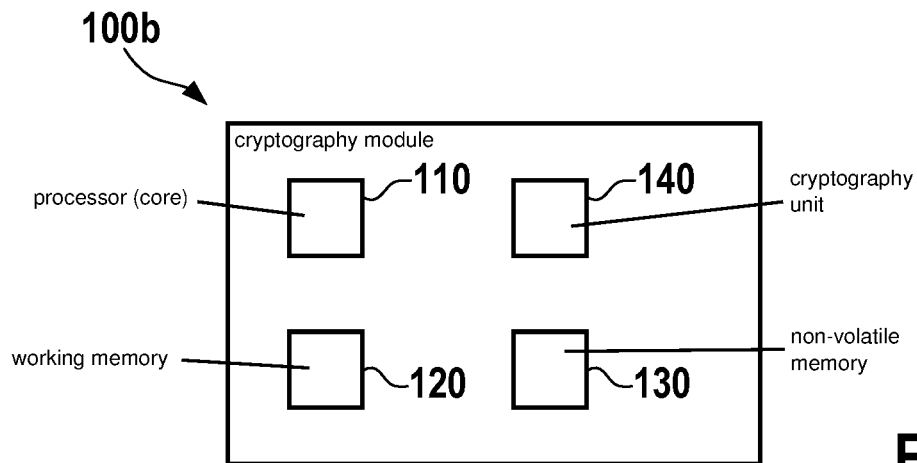 100b
cryptography module
processor (core)
110
140
cryptography
unit
working memory
120
130
non-volatile
memory